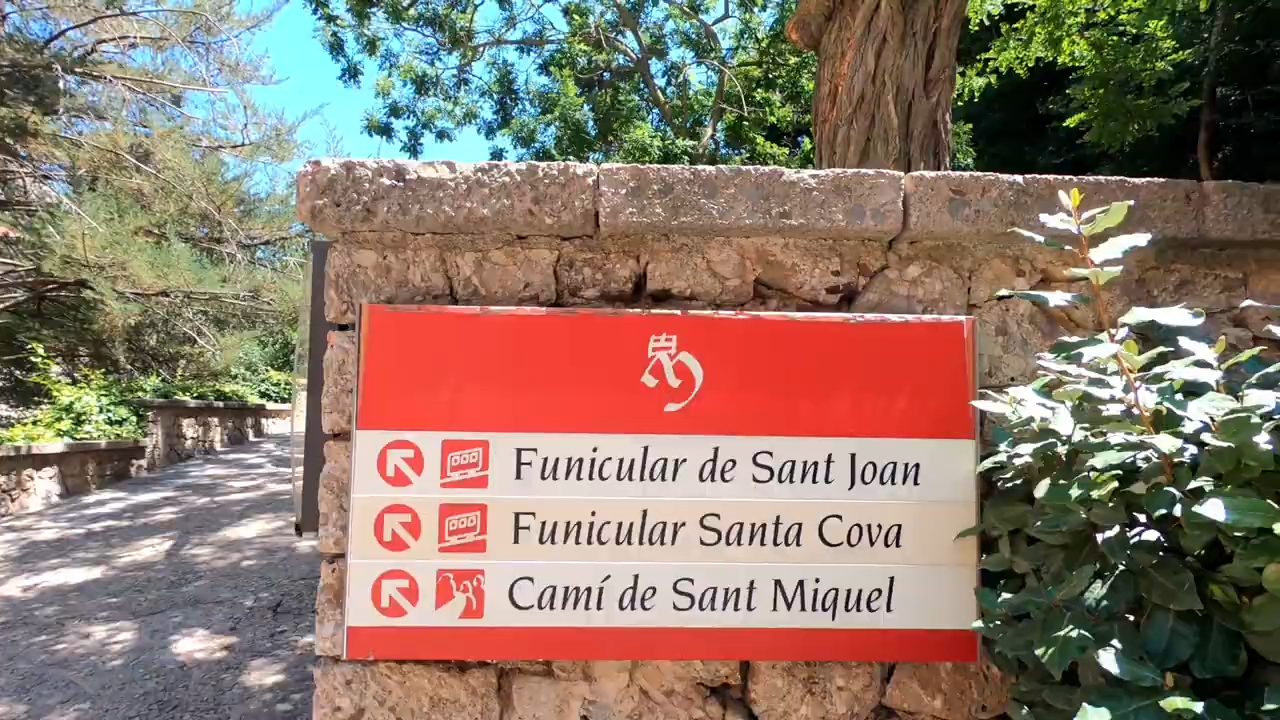 Funicular de Sant Joan
Funicular Santa Cova
Camí de Sant Miquel